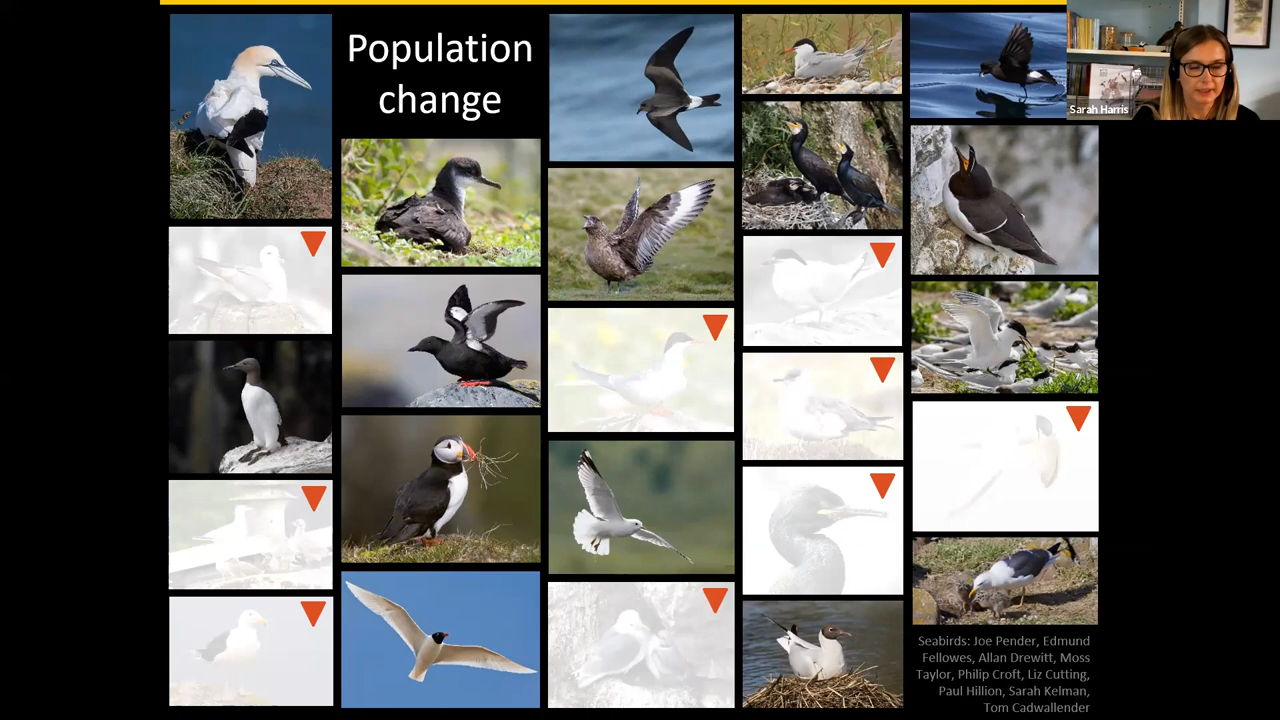 Population
change
Sarah Harris
Seabirds: Joe Pender, Edmund
Fellowes, Allan Drewitt, Moss
Taylor, Philip Croft, Liz Cutting,
Paul Hillion, Sarah Kelman,
Tom Cadwallender